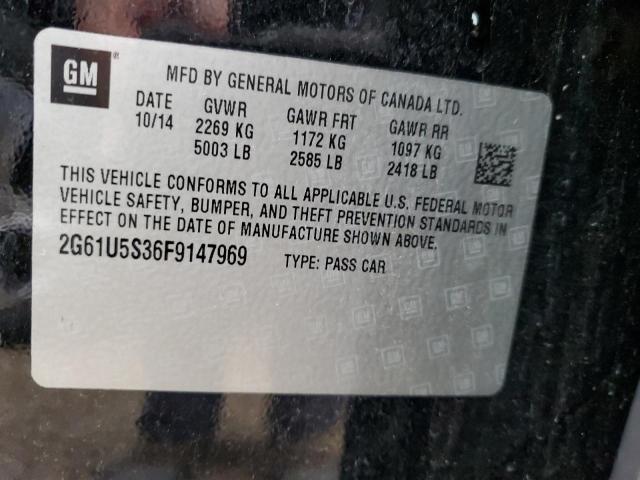 GM ®
MFD BY GENERAL MOTORS OF CANADA LTD.
DATE GVWR GAWR FRT GAWR RR
10/14 2269 KG 1172 KG 1097 KG
5003 LB 2585 LB 2418 LB
THIS VEHICLE CONFORMS TO ALL APPLICABLE U.S. FEDERAL MOTOR
VEHICLE SAFETY, BUMPER, AND THEFT PREVENTION STANDARDS IN
EFFECT ON THE DATE OF MANUFACTURE SHOWN ABOVE.
2G61U5S36F9147969 TYPE: PASS CAR